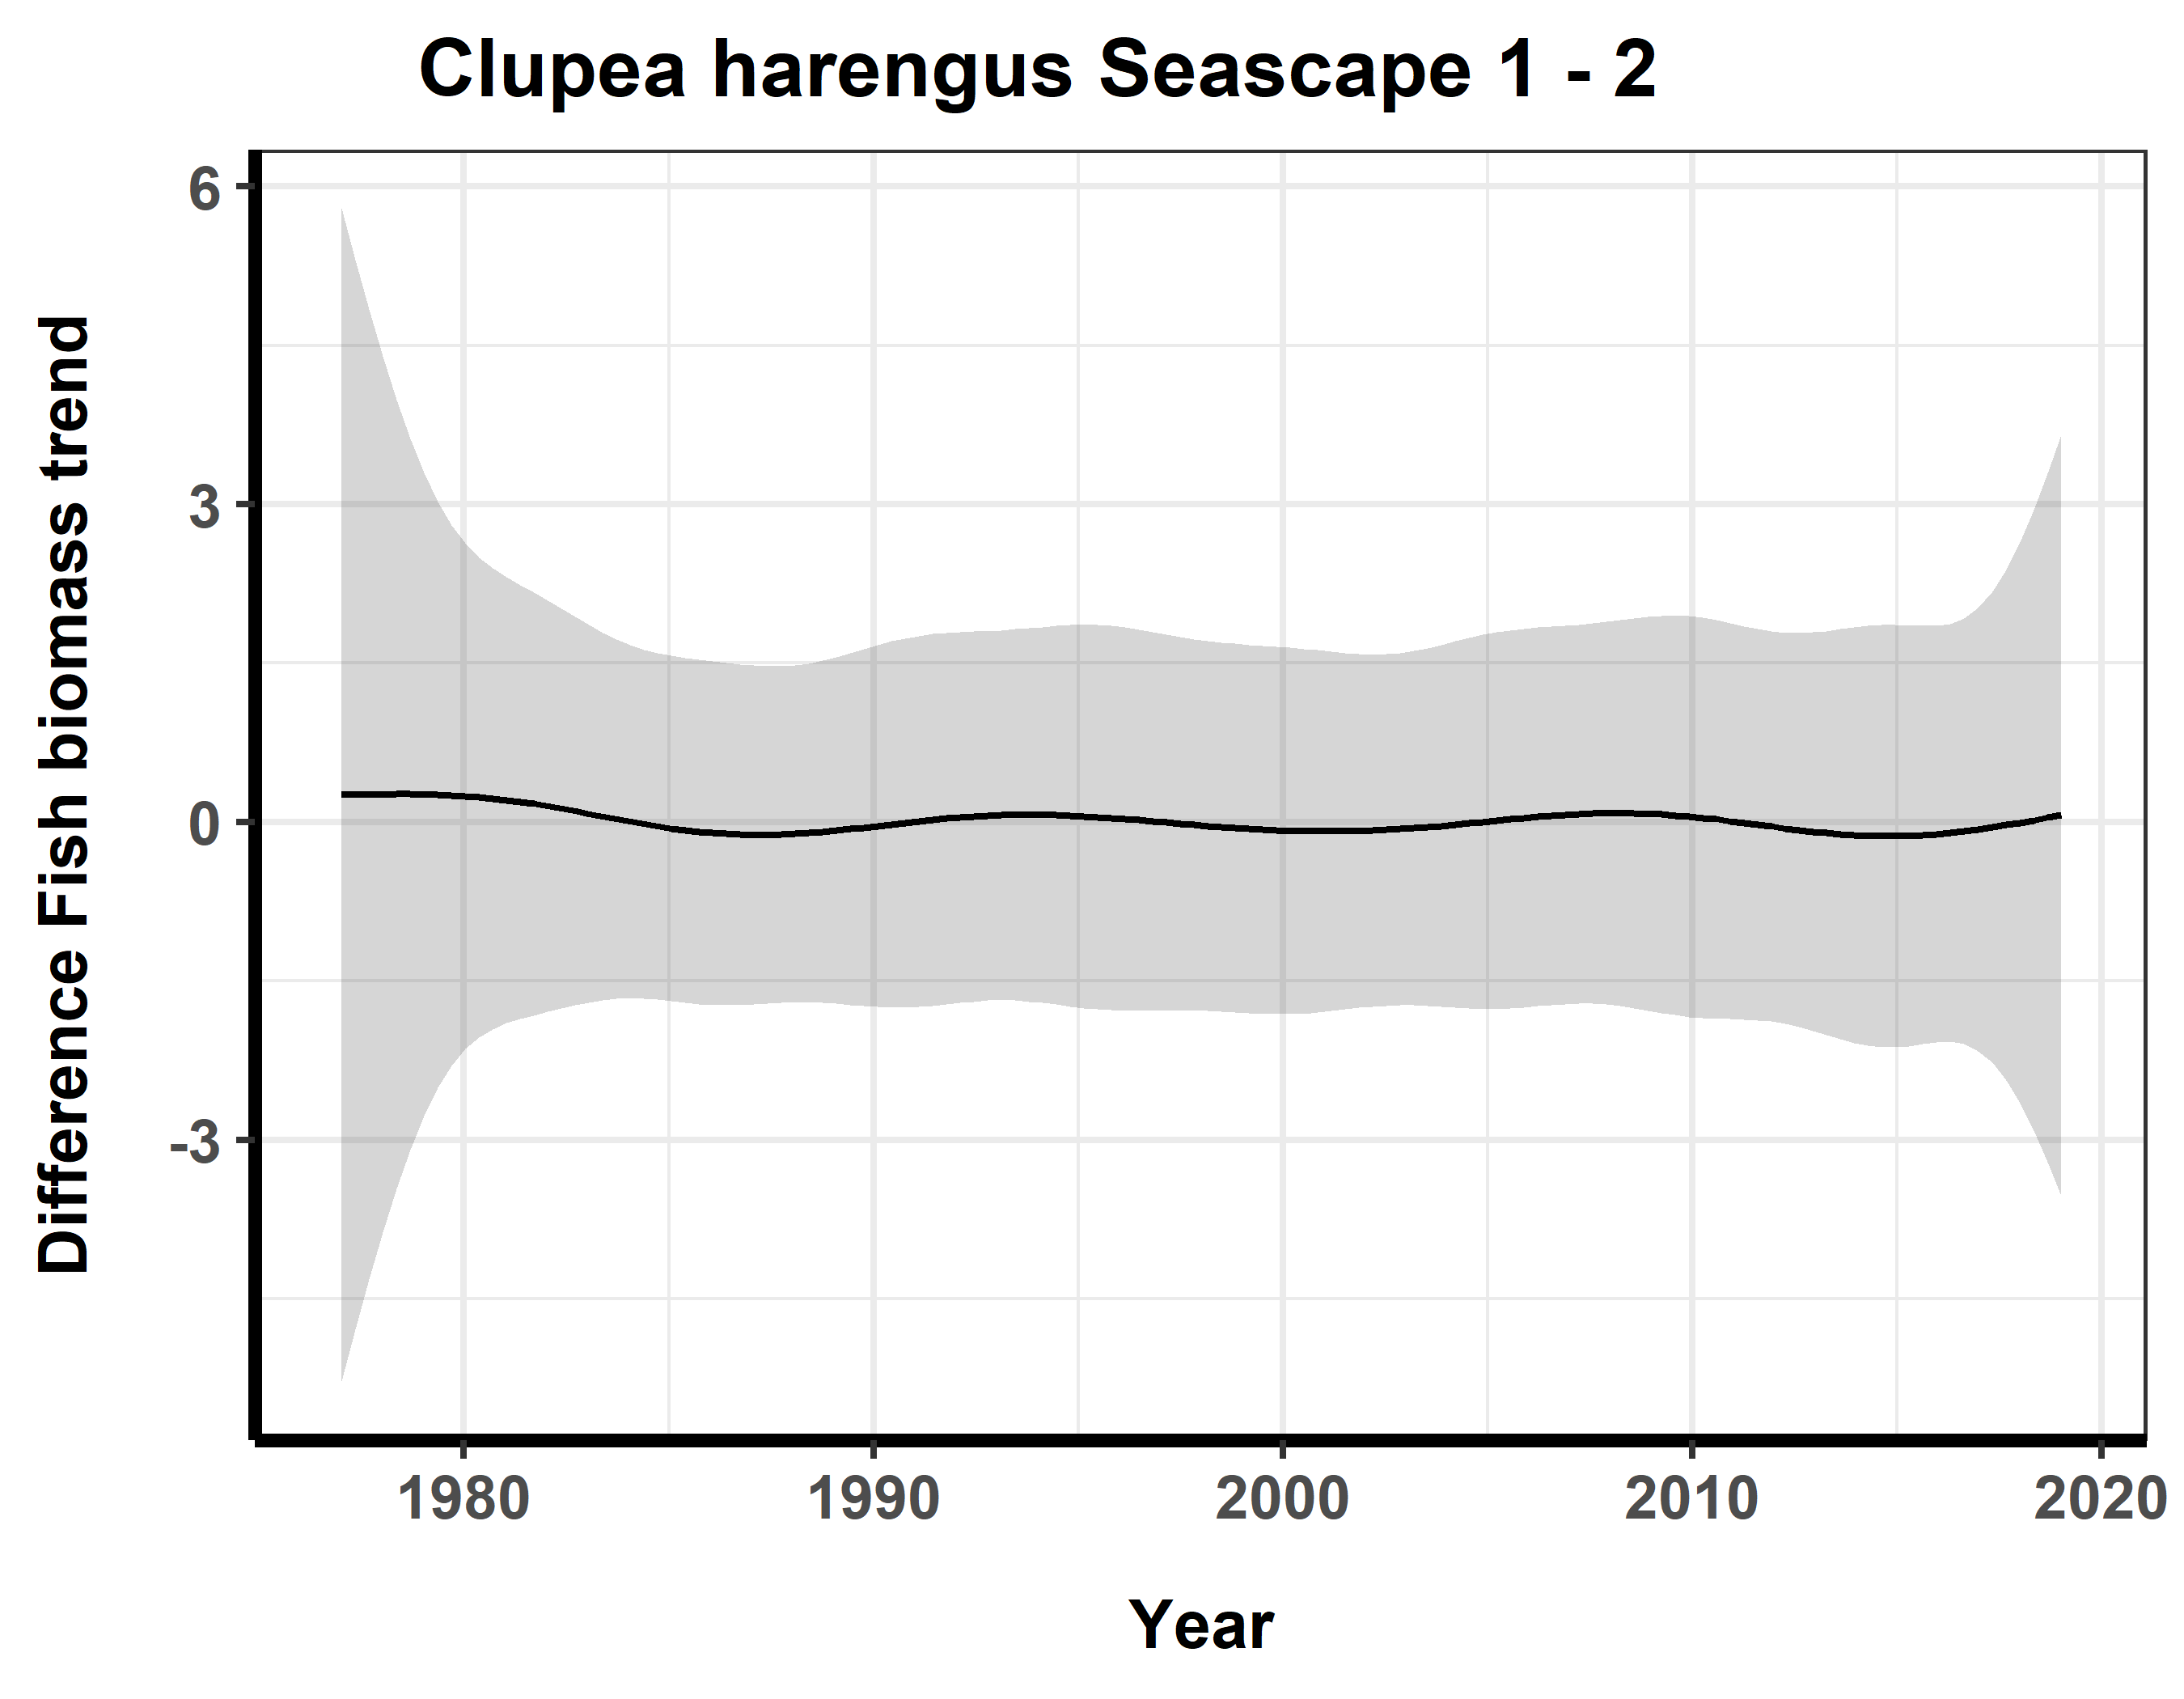 Clupea harengus Seascape 1 - 2
Difference Fish biomass trend
6
3
0
-3
1980 1990 2000 2010 2020
Year